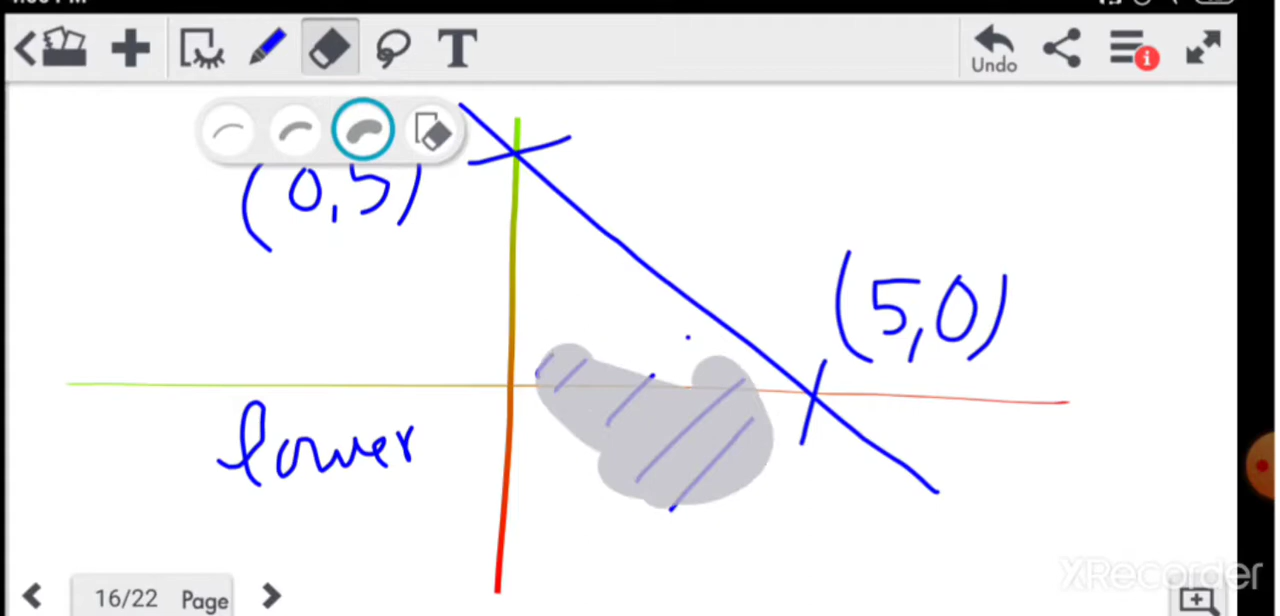 T
Undo
i
(0,5)
(5,0)
lower
16/22 Page
XRecorder